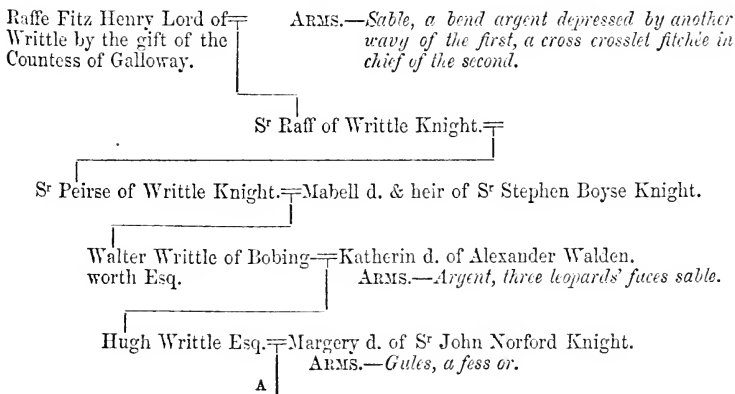 Raffe Fitz Henry Lord of
Writtle by the gift of the
Countess of Galloway.
ARMS.—Sable, a bend argent depressed by another
wavy of the first, a cross crosslet fitchée in
chief of the second.
Sr Raff of Writtle Knight.
Sr Peirse of Writtle Knight.
Mabell d. & heir of Sr Stephen Boyse Knight.
Walter Writtle of Bobing-
worth Esq.
Katherin d. of Alexander Walden.
ARMS.—Argent, three leopards' faces sable.
Hugh Writtle Esq.
Margery d. of Sr John Norford Knight.
ARMS.—Gules, a fess or.
A